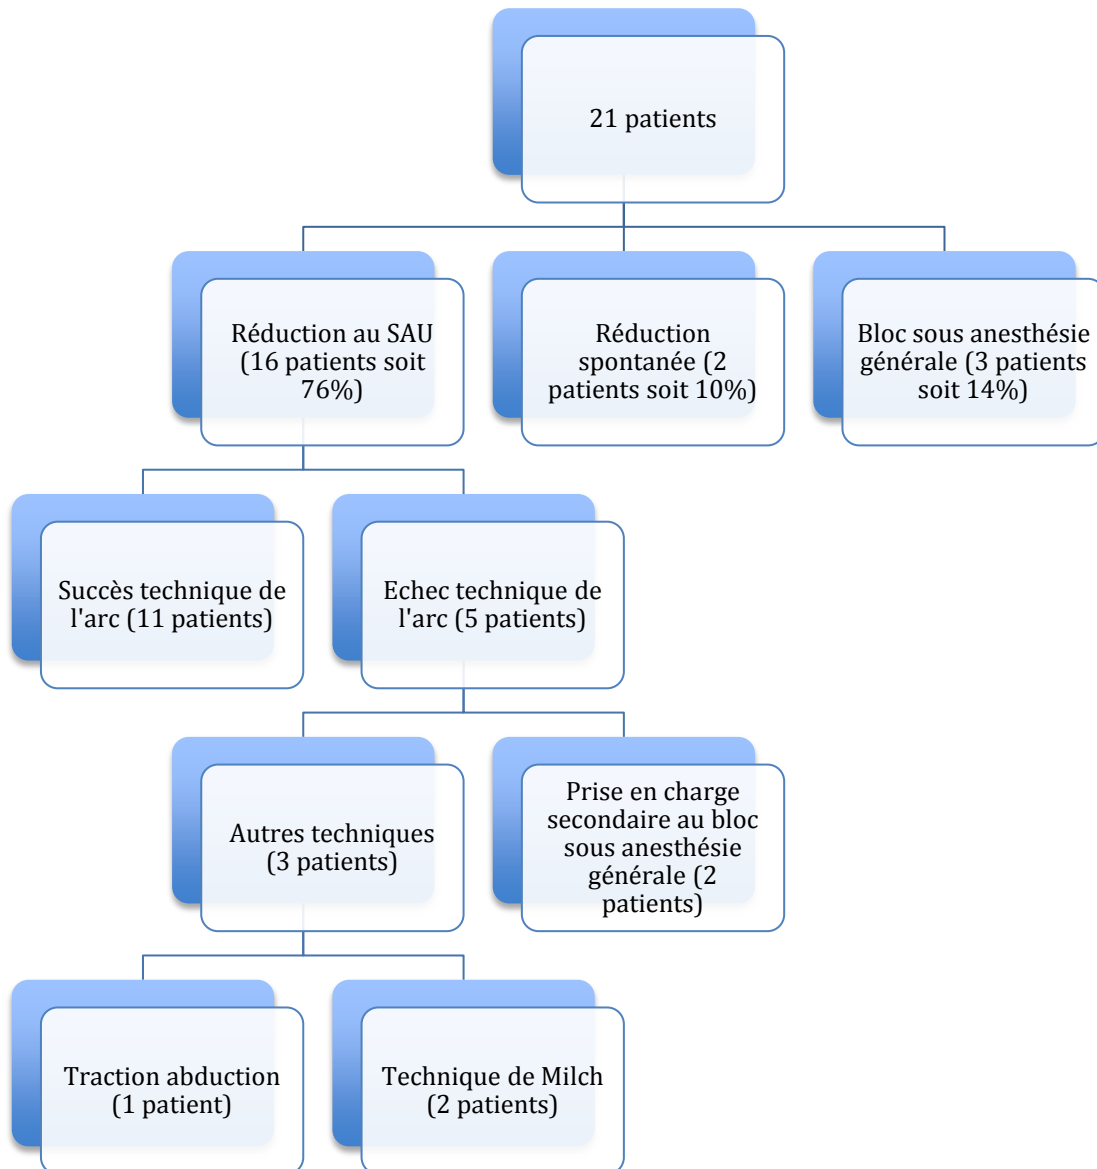 21 patients
Réduction au SAU
(16 patients soit
76%)
Réduction
spontanée (2
patients soit 10%)
Bloc sous anesthésie
générale (3 patients
soit 14%)
Succès technique de
l'arc (11 patients)
Echec technique de
l'arc (5 patients)
Autres techniques
(3 patients)
Prise en charge
secondaire au bloc
sous anesthésie
générale (2
patients)
Traction abduction
(1 patient)
Technique de Milch
(2 patients)